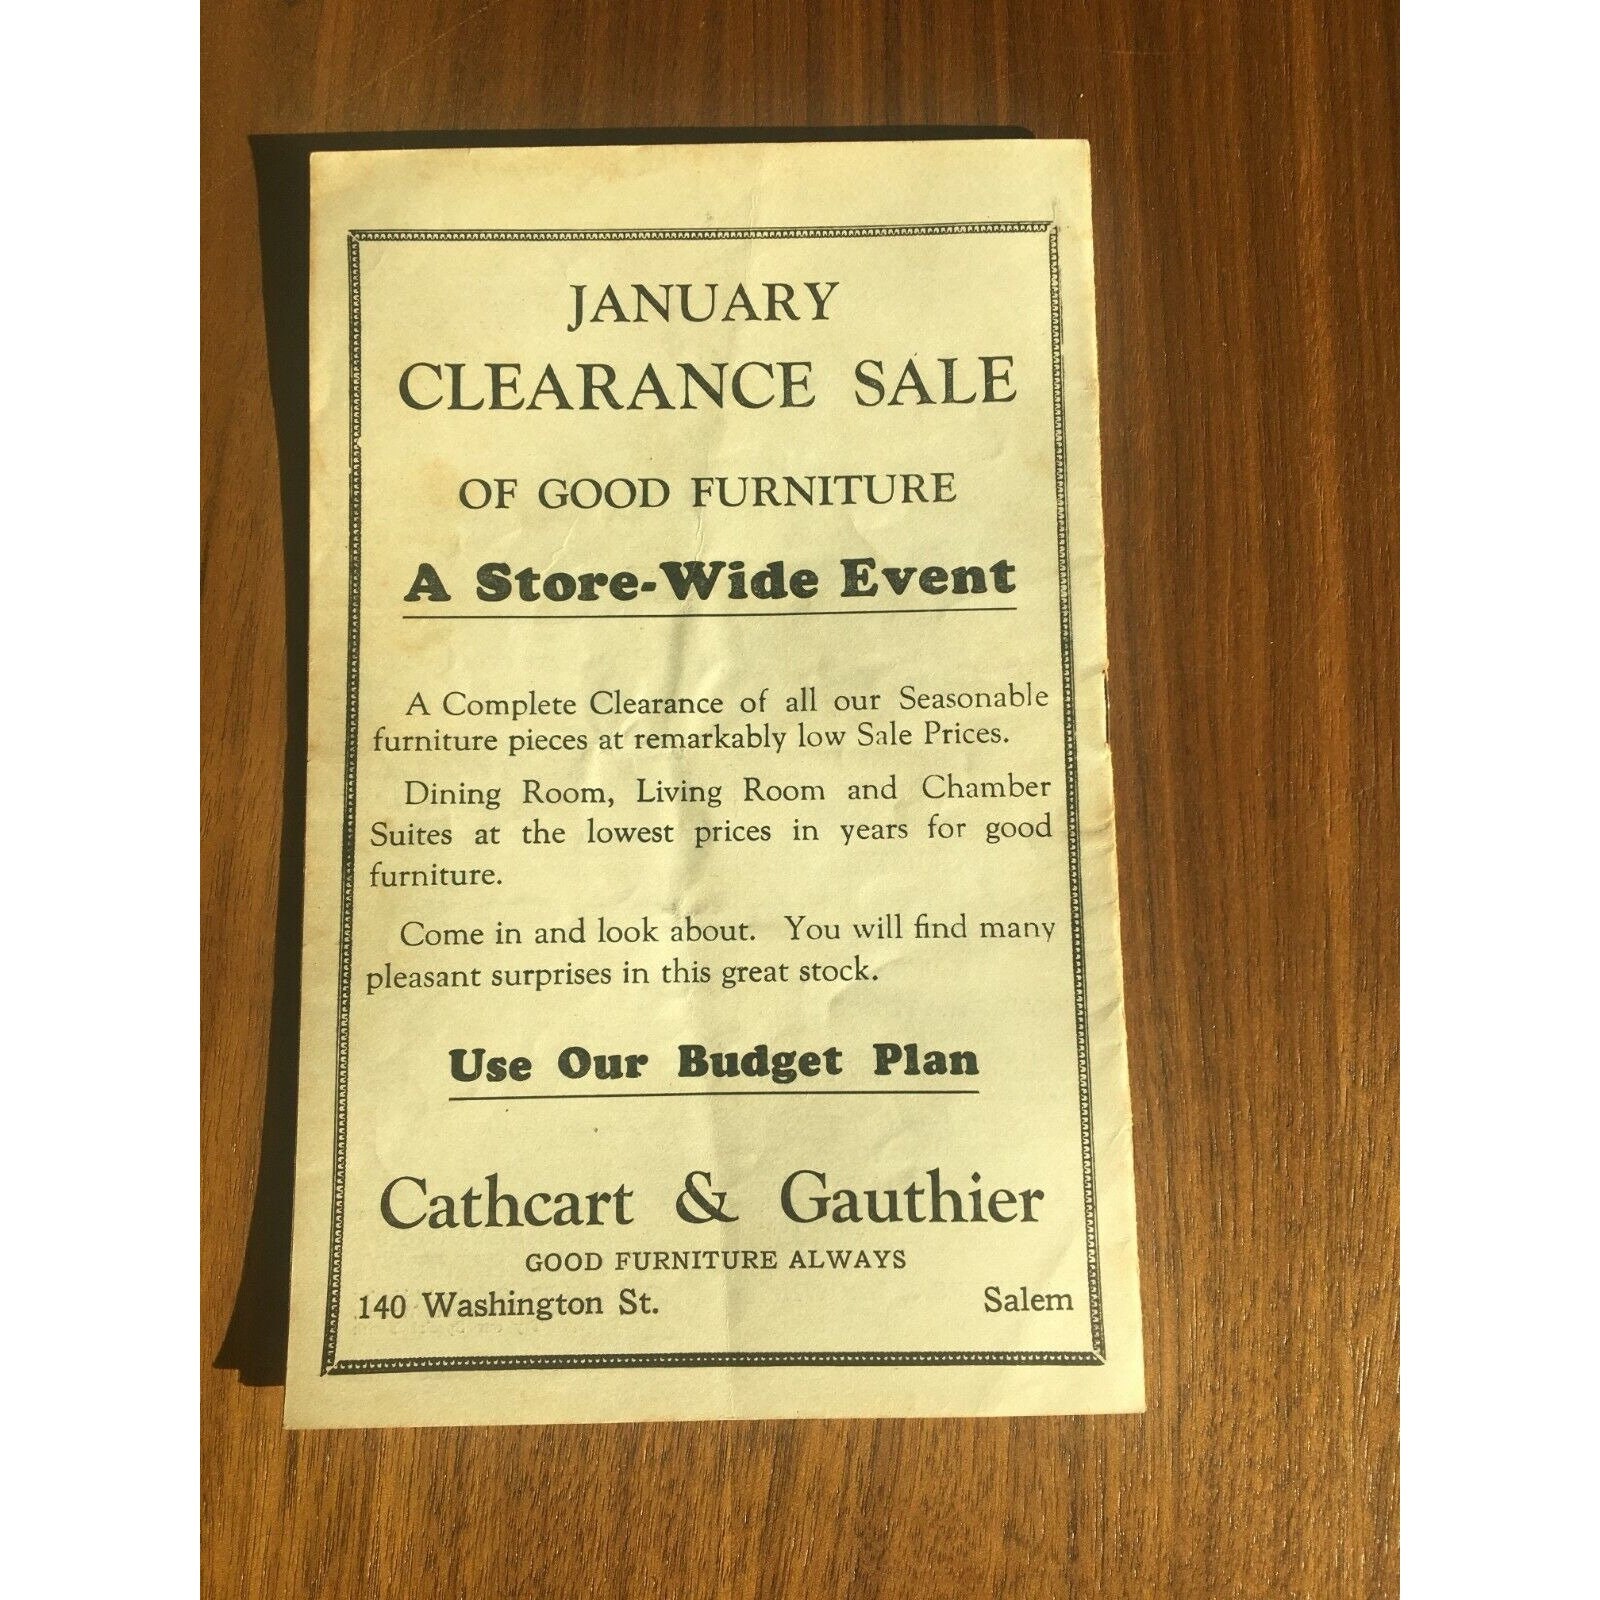 JANUARY
CLEARANCE SALE
OF GOOD FURNITURE
A Store-Wide Event
A Complete Clearance of all our Seasonable
furniture pieces at remarkably low Sale Prices.
Dining Room, Living Room and Chamber
Suites at the lowest prices in years for good
furniture.
Come in and look about. You will find many
pleasant surprises in this great stock.
Use Our Budget Plan
Cathcart & Gauthier
GOOD FURNITURE ALWAYS
140 Washington St. Salem